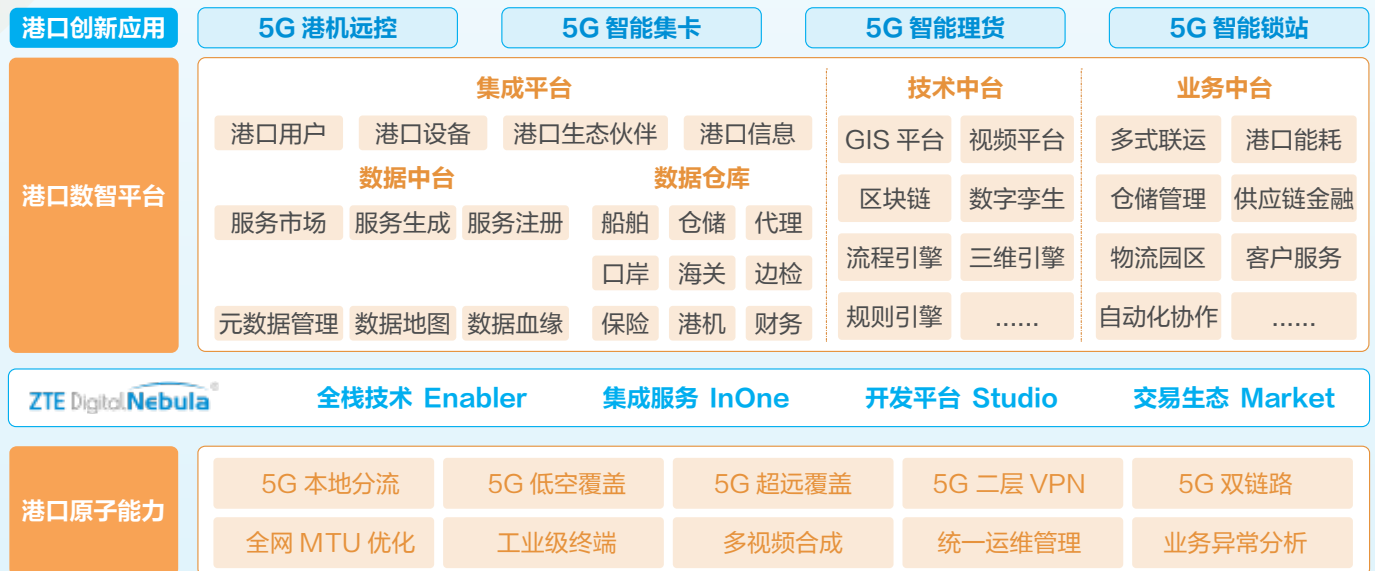 港口创新应用 5G 港机远控 5G 智能集卡 5G 智能理货 5G 智能锁站
港口数智平台
集成平台
港口用户 港口设备 港口生态伙伴 港口信息
数据中台 数据仓库
服务市场 服务生成 服务注册 船舶 仓储 代理
口岸 海关 边检
元数据管理 数据地图 数据血缘 保险 港机 财务
技术中台
GIS 平台 视频平台
区块链 数字孪生
流程引擎 三维引擎
规则引擎 ......
业务中台
多式联运 港口能耗
仓储管理 供应链金融
物流园区 客户服务
自动化协作 ......
ZTE Digital Nebula® 全栈技术 Enabler 集成服务 InOne 开发平台 Studio 交易生态 Market
港口原子能力
5G 本地分流 5G 低空覆盖 5G 超远覆盖 5G 二层 VPN 5G 双链路
全网 MTU 优化 工业级终端 多视频合成 统一运维管理 业务异常分析